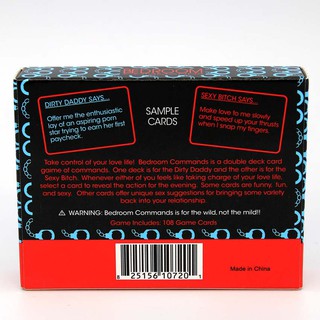 BEDROOM
DIRTY DADDY SAYS...
Offer me the enthusiastic
lay of an aspiring porn
star trying to earn her first
paycheck.
SAMPLE
CARDS
SEXY BITCH SAYS...
Make love to me slowly
and speed up your thrusts
when I snap my fingers.
Take control of your love life! Bedroom Commands is a double deck card
game of commands. One deck is for the Dirty Daddy and the other is for the
Sexy Bitch. Whenever either of you feels like taking charge of your love life,
select a card to reveal the action for the evening. Some cards are funny, fun,
and sexy. Other cards offer unique sex suggestions for bringing some variety
back into your relationship.
⚠ WARNING: Bedroom Commands is for the wild, not the mild!!
Game Includes: 108 Game Cards
8 25156 10720 1
Made in China